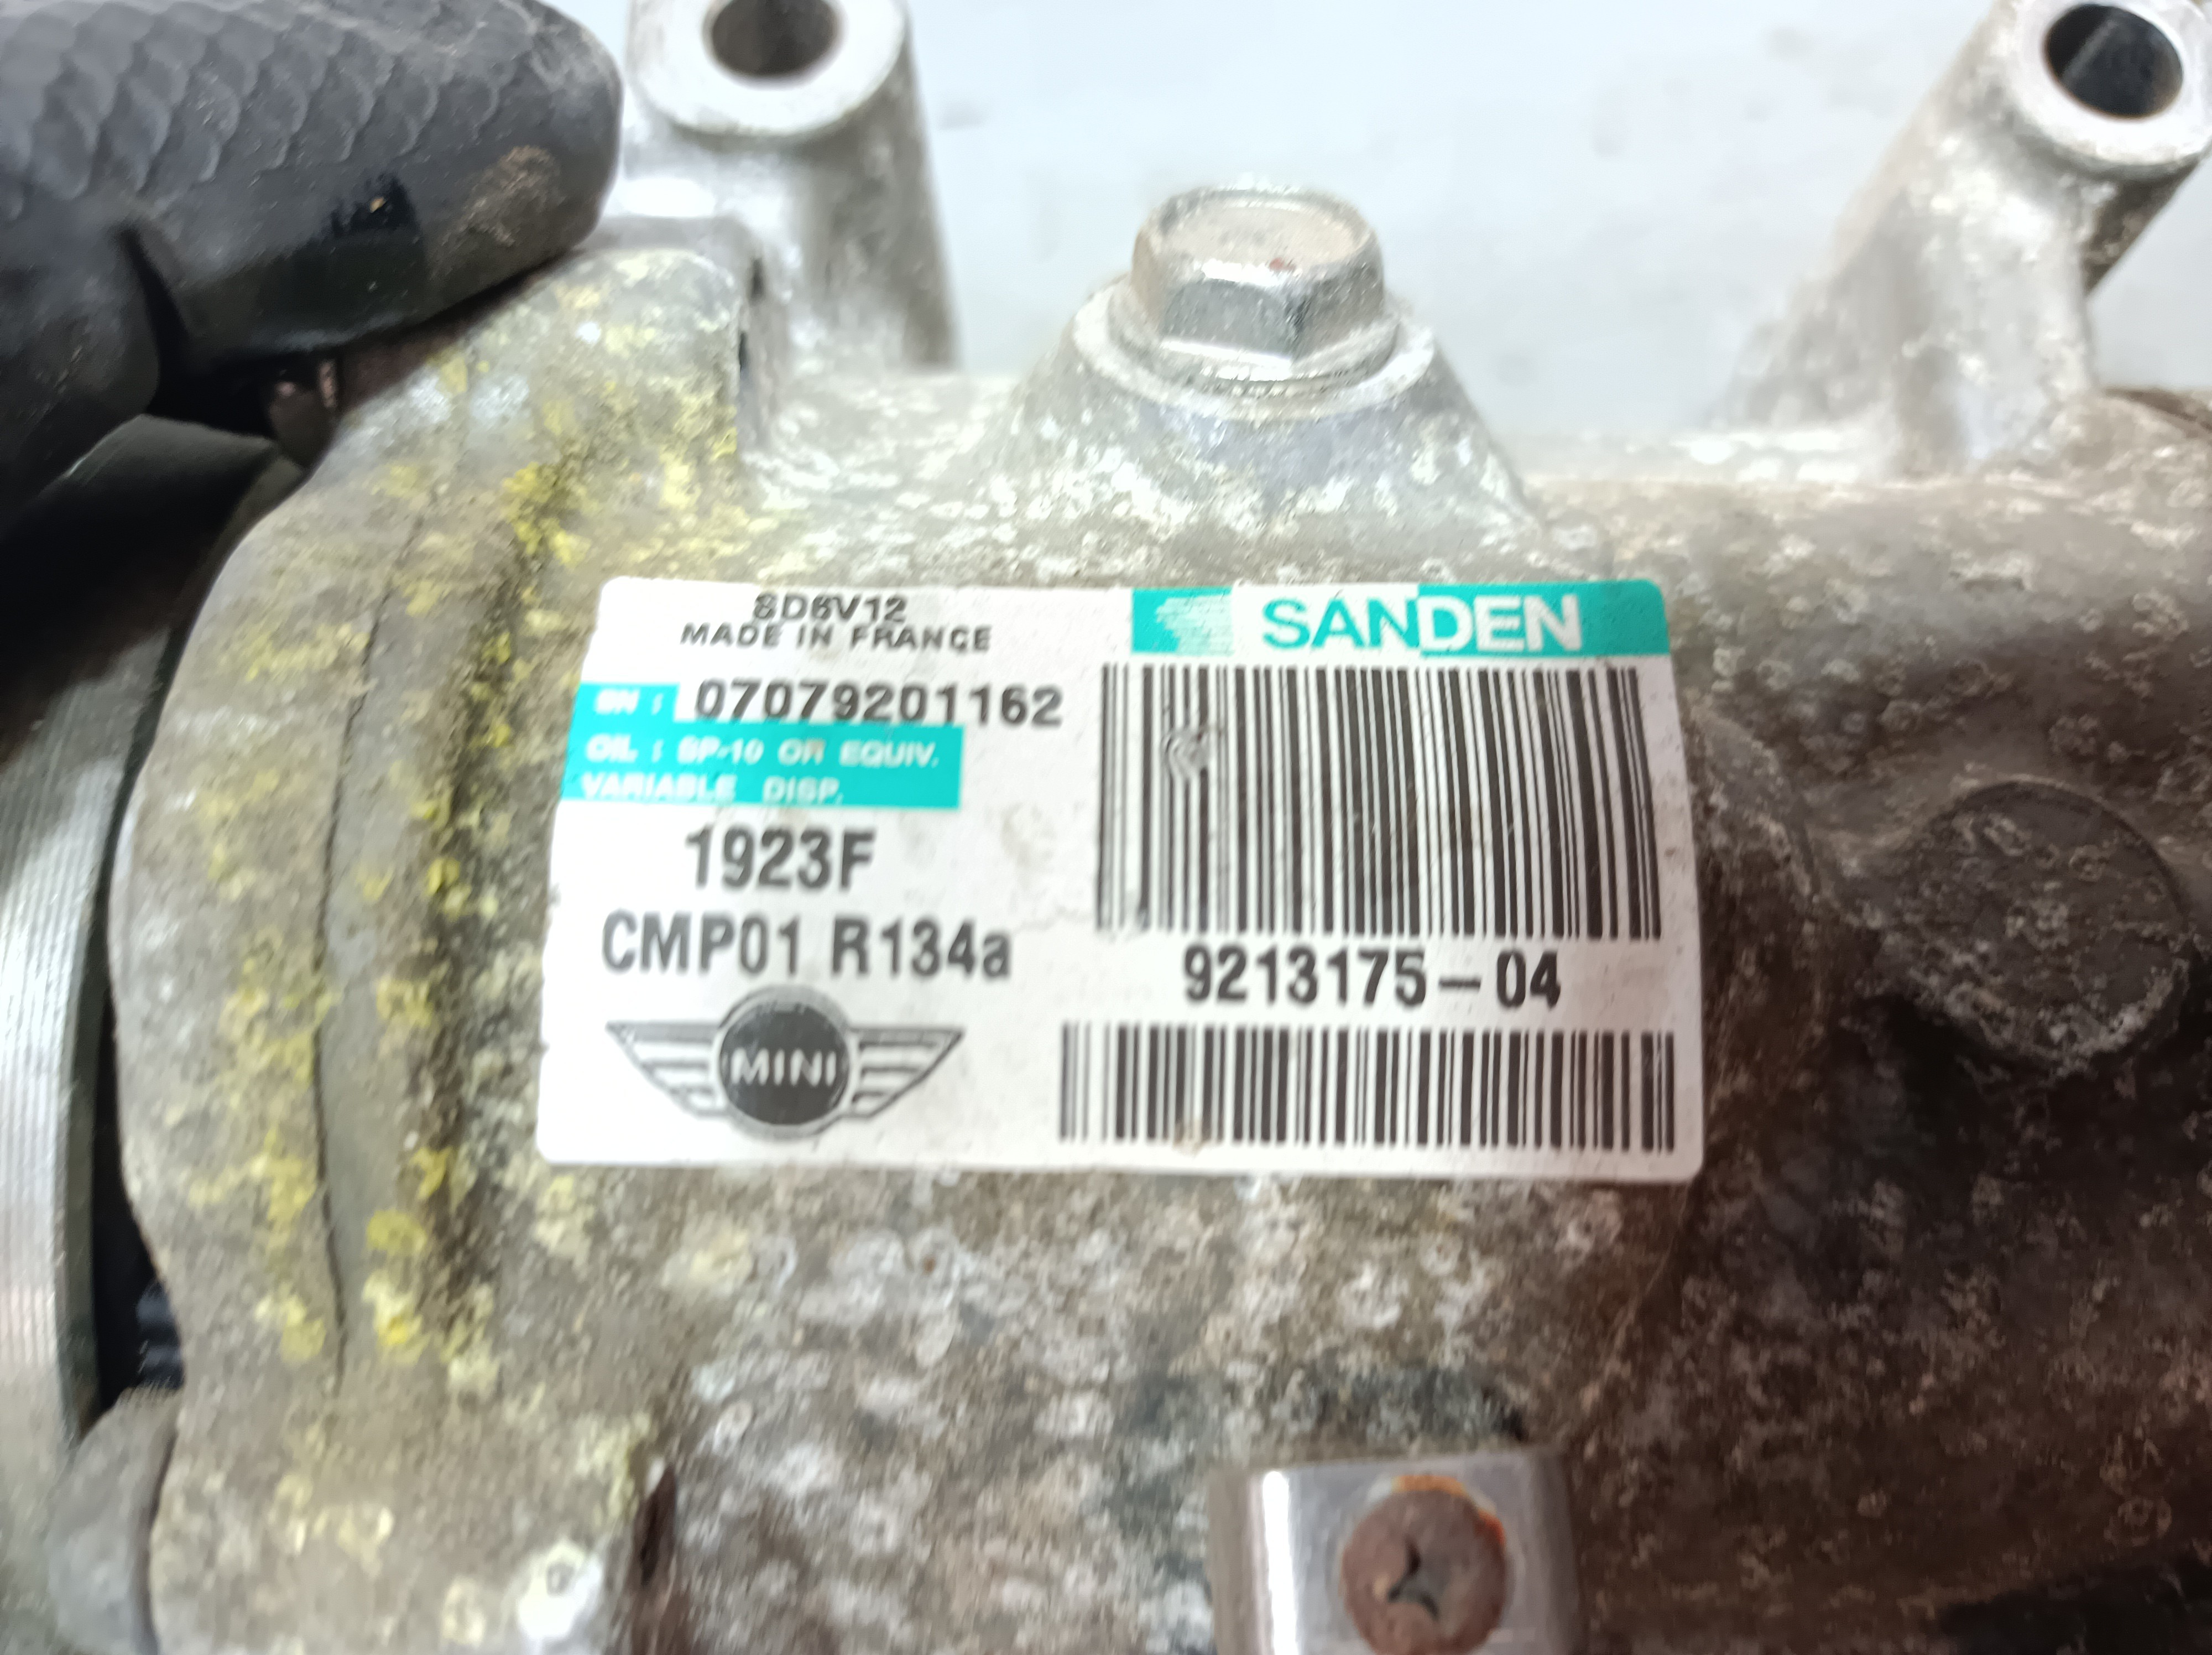 SD6V12
MADE IN FRANCE
SANDEN
SN : 07079201162
OIL : SP-10 OR EQUIV.
VARIABLE DISP.
1923F
CMP01 R134a
9213175-04
MINI